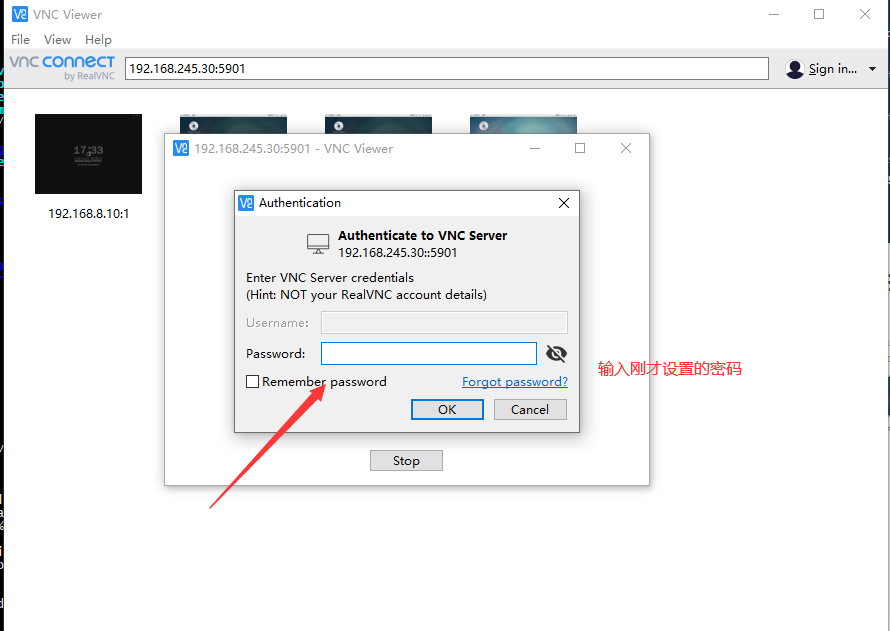 VNC Viewer
File View Help
vnc connect
by RealVNC
192.168.245.30:5901
Sign in...
17:33
192.168.8.10:1
192.168.245.30:5901 - VNC Viewer
Authentication
Authenticate to VNC Server
192.168.245.30::5901
Enter VNC Server credentials
(Hint: NOT your RealVNC account details)
Username:
Password:
输入刚才设置的密码
Remember password
Forgot password?
OK Cancel
Stop